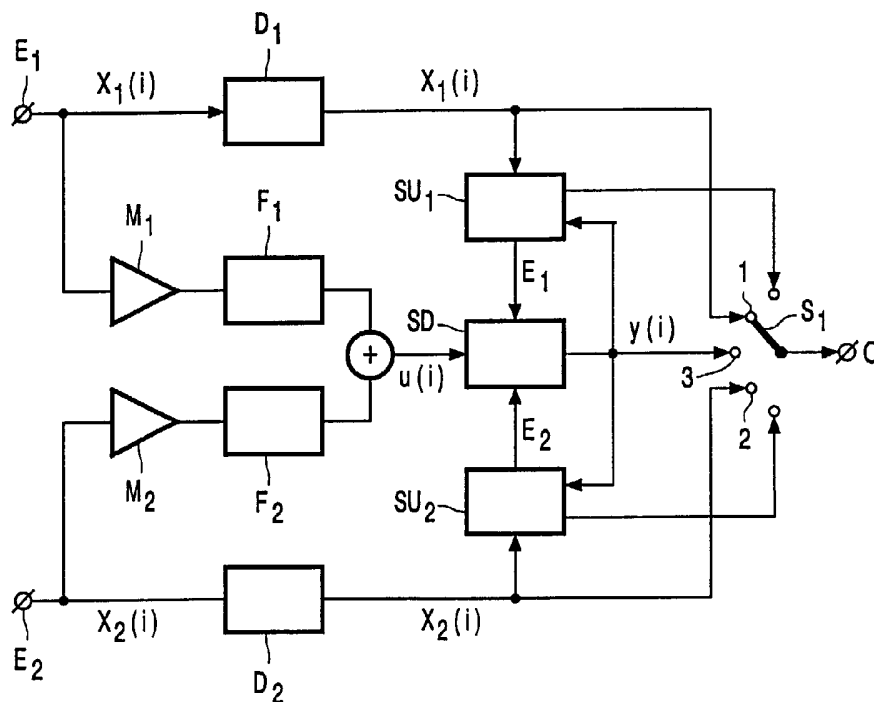 D₁
E₁
X₁(i)
X₁(i)
SU₁
M₁
F₁
E₁
1
S₁
SD
y(i)
+
u(i)
3
O
2
E₂
M₂
F₂
SU₂
X₂(i)
X₂(i)
E₂
D₂